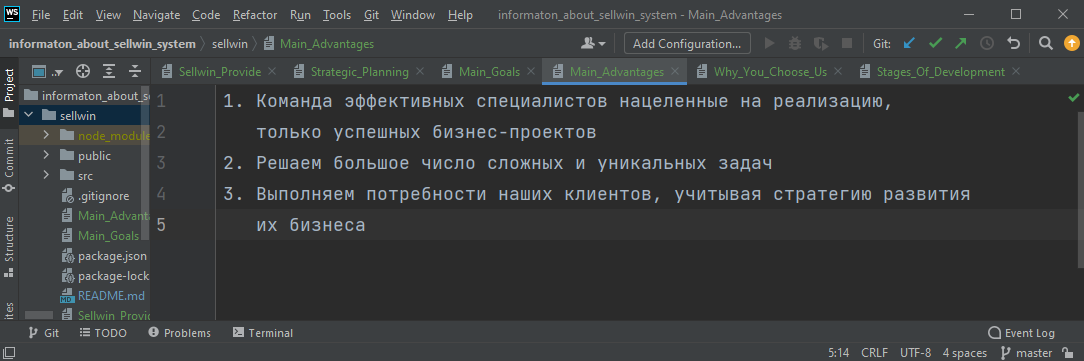 WS File Edit View Navigate Code Refactor Run Tools Git Window Help informaton_about_sellwin_system - Main_Advantages
informaton_about_sellwin_system sellwin Main_Advantages Add Configuration... Git:
Project
Commit
Structure
Sellwin_Provide Strategic_Planning Main_Goals Main_Advantages Why_You_Choose_Us Stages_Of_Development
informaton_about_s
sellwin
node_module
public
src
.gitignore
Main_Advant
Main_Goals
package.json
package-lock
README.md
Sellwin_Provi
1 1. Команда эффективных специалистов нацеленные на реализацию,
2 только успешных бизнес-проектов
3 2. Решаем большое число сложных и уникальных задач
4 3. Выполняем потребности наших клиентов, учитывая стратегию развития
5 их бизнеса
Git TODO Problems Terminal Event Log
5:14 CRLF UTF-8 4 spaces master